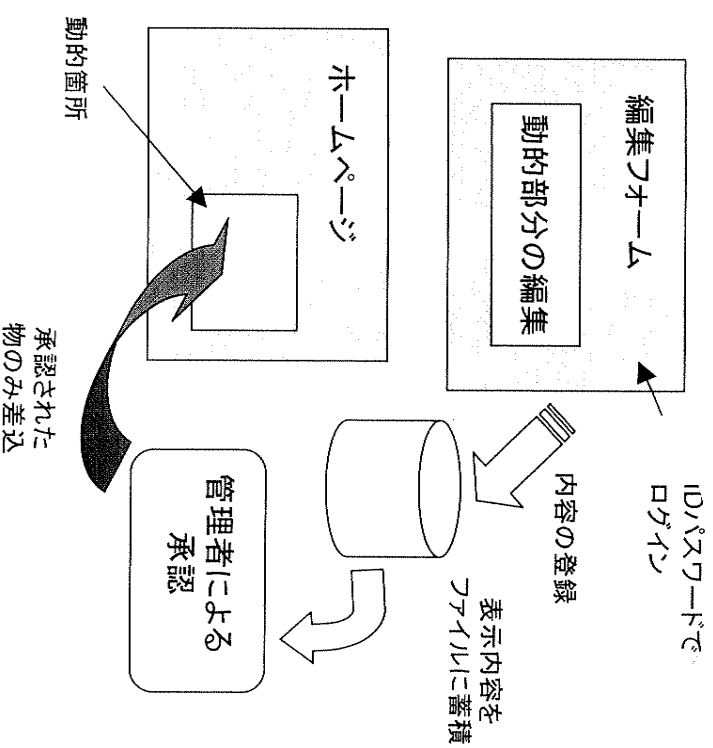 IDパスワードで
ログイン
編集フォーム
動的部分の編集
内容の登録
表示内容を
ファイルに蓄積
ホームページ
管理者による
承認
動的箇所
承認された
物のみ差込